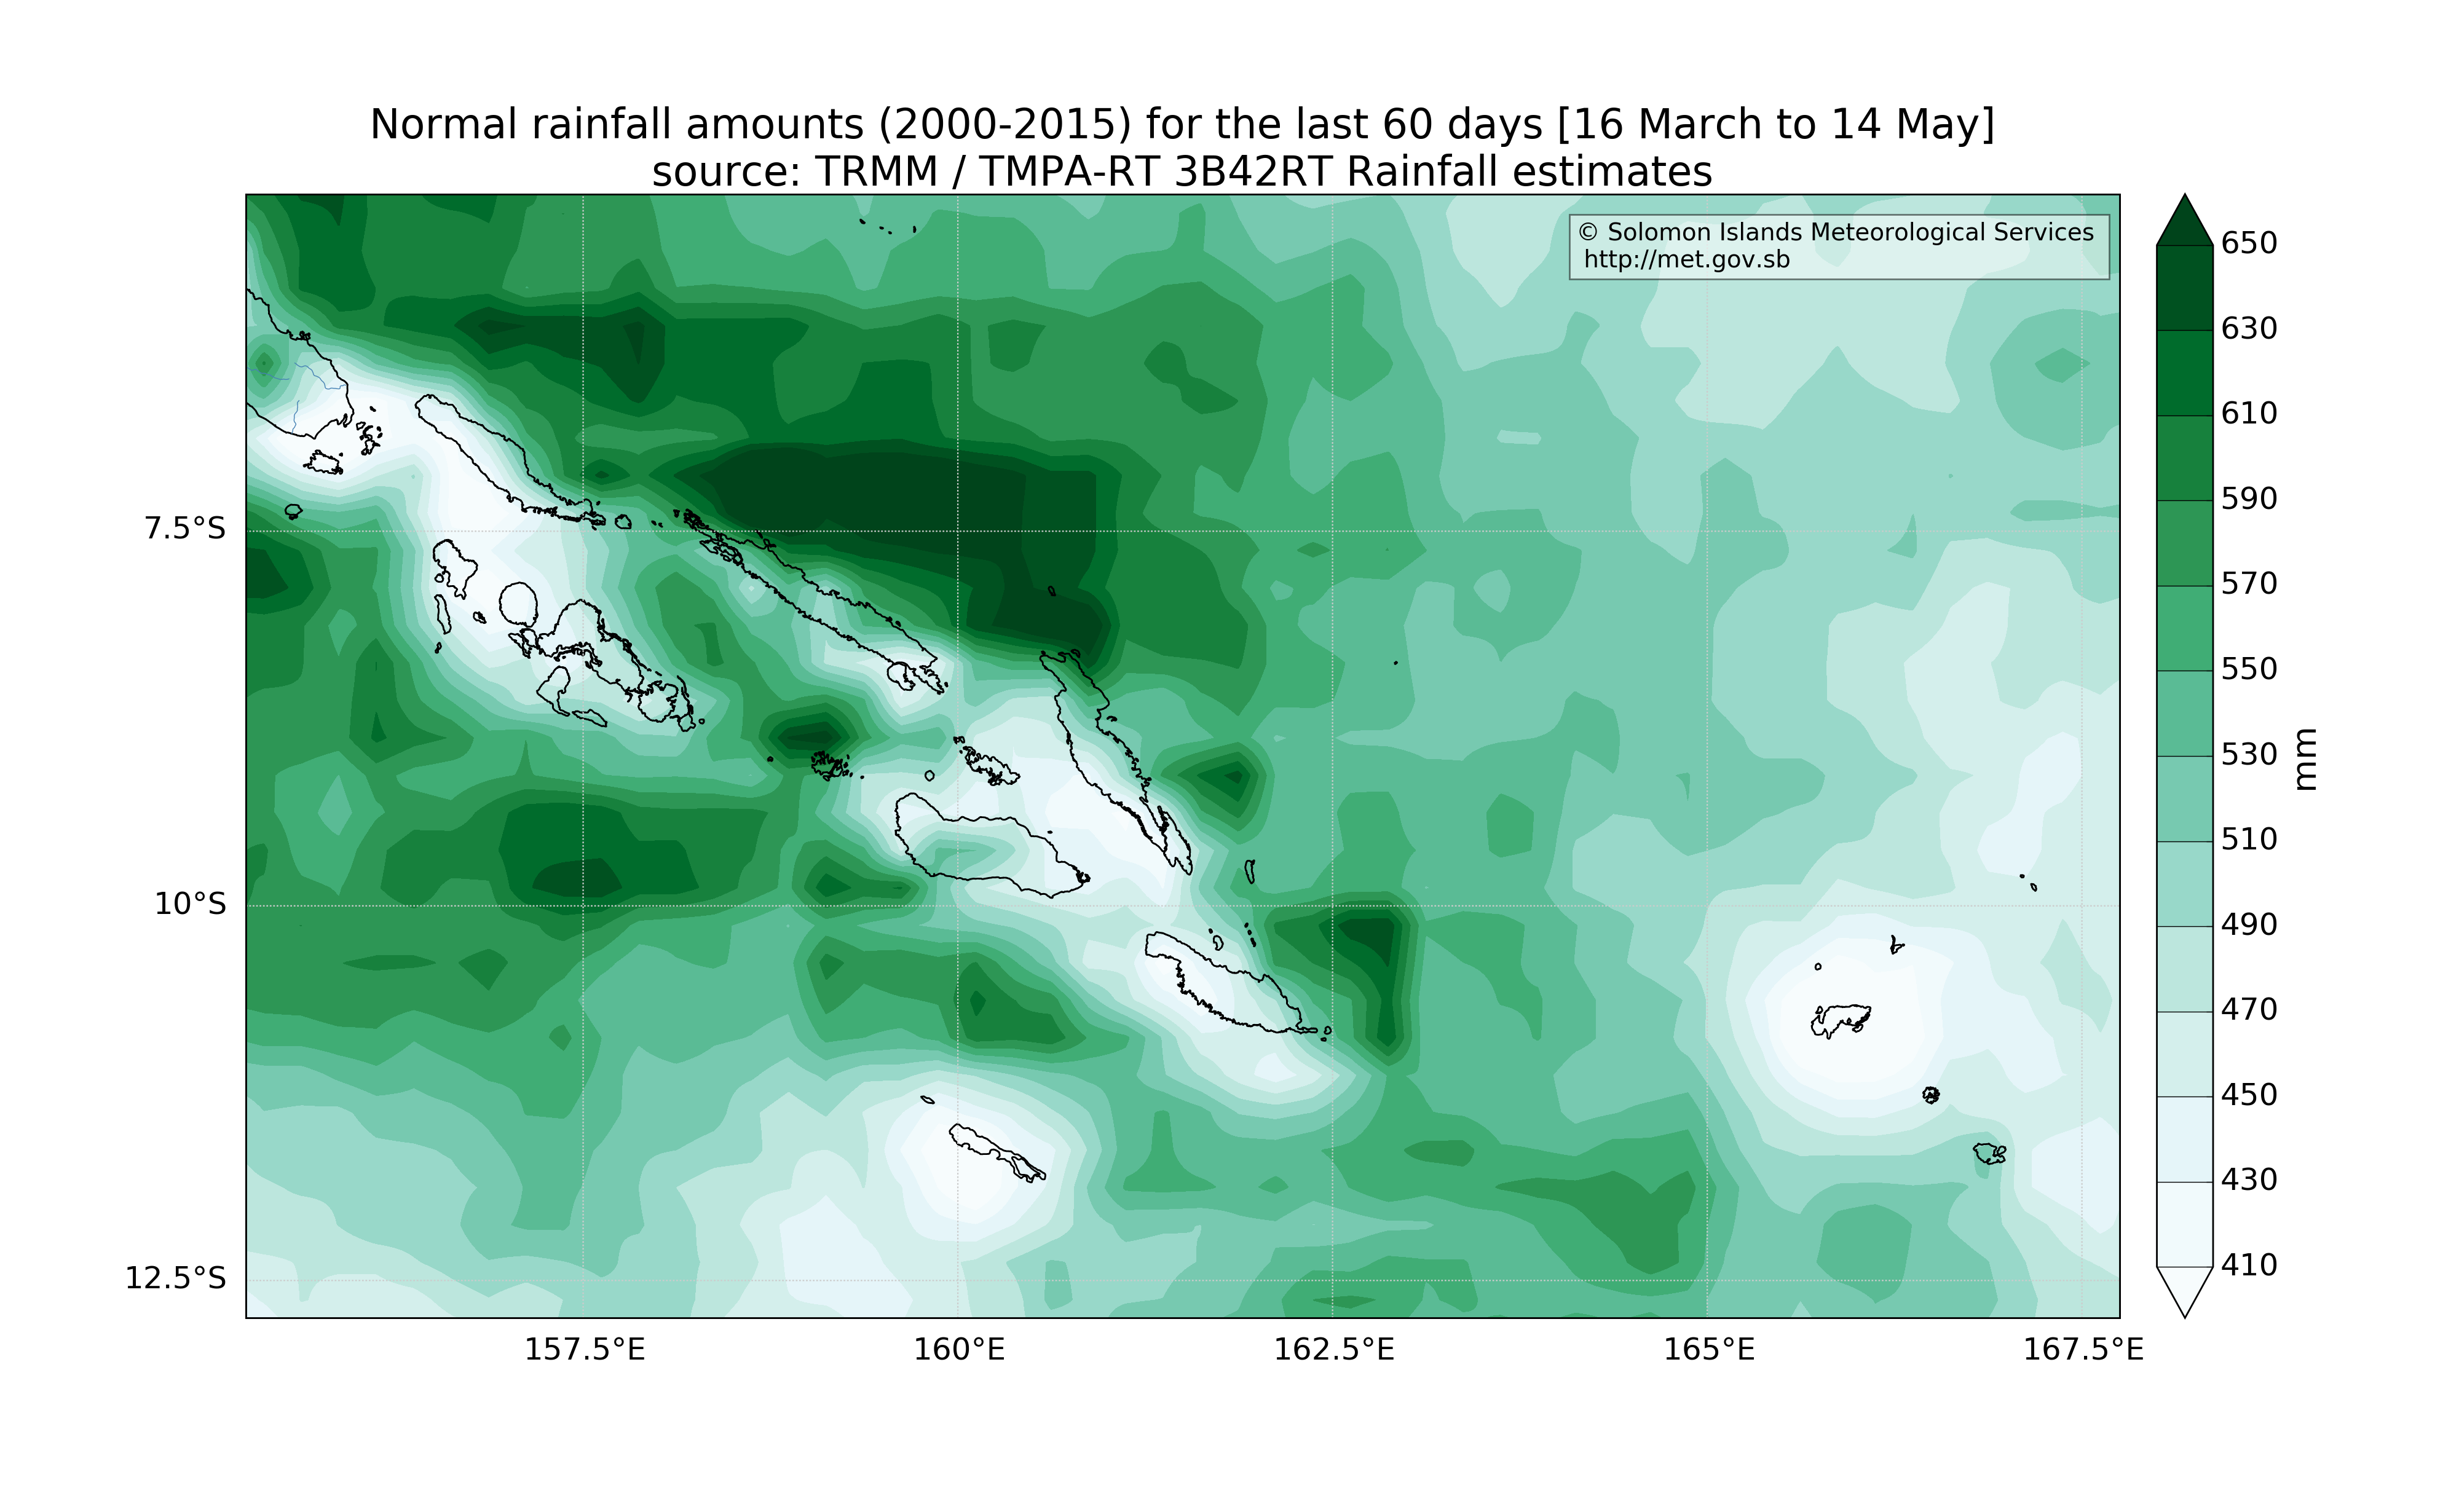 Normal rainfall amounts (2000-2015) for the last 60 days [16 March to 14 May]
source: TRMM / TMPA-RT 3B42RT Rainfall estimates
© Solomon Islands Meteorological Services
http://met.gov.sb
7.5°S
10°S
12.5°S
157.5°E
160°E
162.5°E
165°E
167.5°E
650
630
610
590
570
550
530
510
490
470
450
430
410
mm